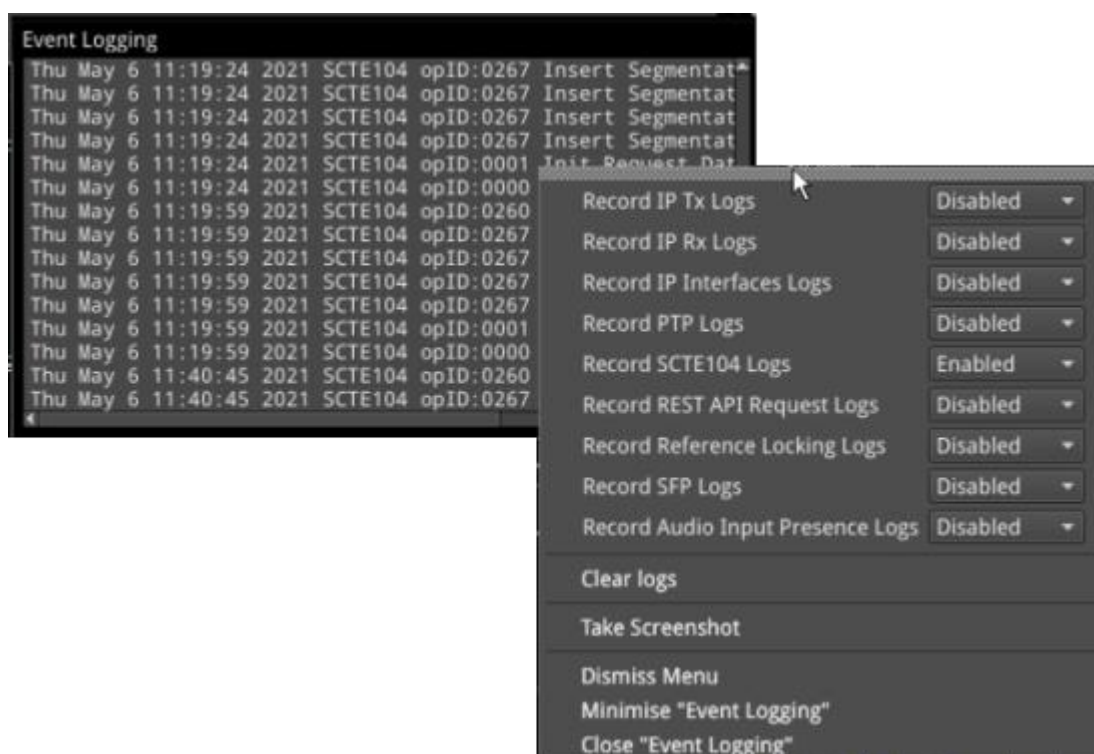 Event Logging
Thu May 6 11:19:24 2021 SCTE104 opID:0267 Insert Segmentat
Thu May 6 11:19:24 2021 SCTE104 opID:0267 Insert Segmentat
Thu May 6 11:19:24 2021 SCTE104 opID:0267 Insert Segmentat
Thu May 6 11:19:24 2021 SCTE104 opID:0267 Insert Segmentat
Thu May 6 11:19:24 2021 SCTE104 opID:0001 Init Request Dat
Thu May 6 11:19:24 2021 SCTE104 opID:0000
Thu May 6 11:19:59 2021 SCTE104 opID:0260
Thu May 6 11:19:59 2021 SCTE104 opID:0267
Thu May 6 11:19:59 2021 SCTE104 opID:0267
Thu May 6 11:19:59 2021 SCTE104 opID:0267
Thu May 6 11:19:59 2021 SCTE104 opID:0267
Thu May 6 11:19:59 2021 SCTE104 opID:0001
Thu May 6 11:19:59 2021 SCTE104 opID:0000
Thu May 6 11:40:45 2021 SCTE104 opID:0260
Thu May 6 11:40:45 2021 SCTE104 opID:0267
Record IP Tx Logs Disabled
Record IP Rx Logs Disabled
Record IP Interfaces Logs Disabled
Record PTP Logs Disabled
Record SCTE104 Logs Enabled
Record REST API Request Logs Disabled
Record Reference Locking Logs Disabled
Record SFP Logs Disabled
Record Audio Input Presence Logs Disabled
Clear logs
Take Screenshot
Dismiss Menu
Minimise "Event Logging"
Close "Event Logging"